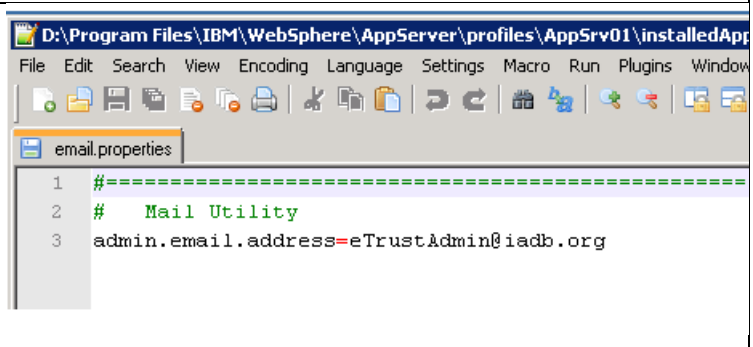 D:\Program Files\IBM\WebSphere\AppServer\profiles\AppSrv01\installedApp
File Edit Search View Encoding Language Settings Macro Run Plugins Window
email.properties
1 #==================================================
2 #   Mail Utility
3 admin.email.address=eTrustAdmin@iadb.org